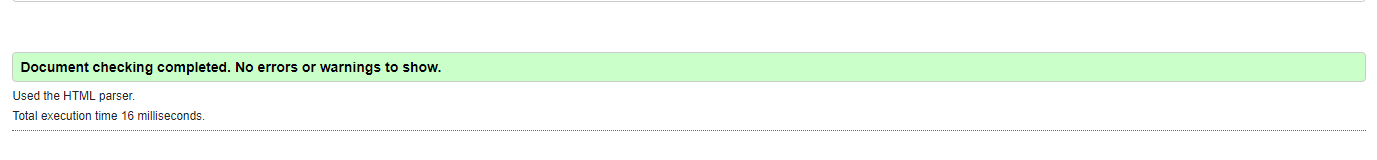 Document checking completed. No errors or warnings to show.
Used the HTML parser.
Total execution time 16 milliseconds.